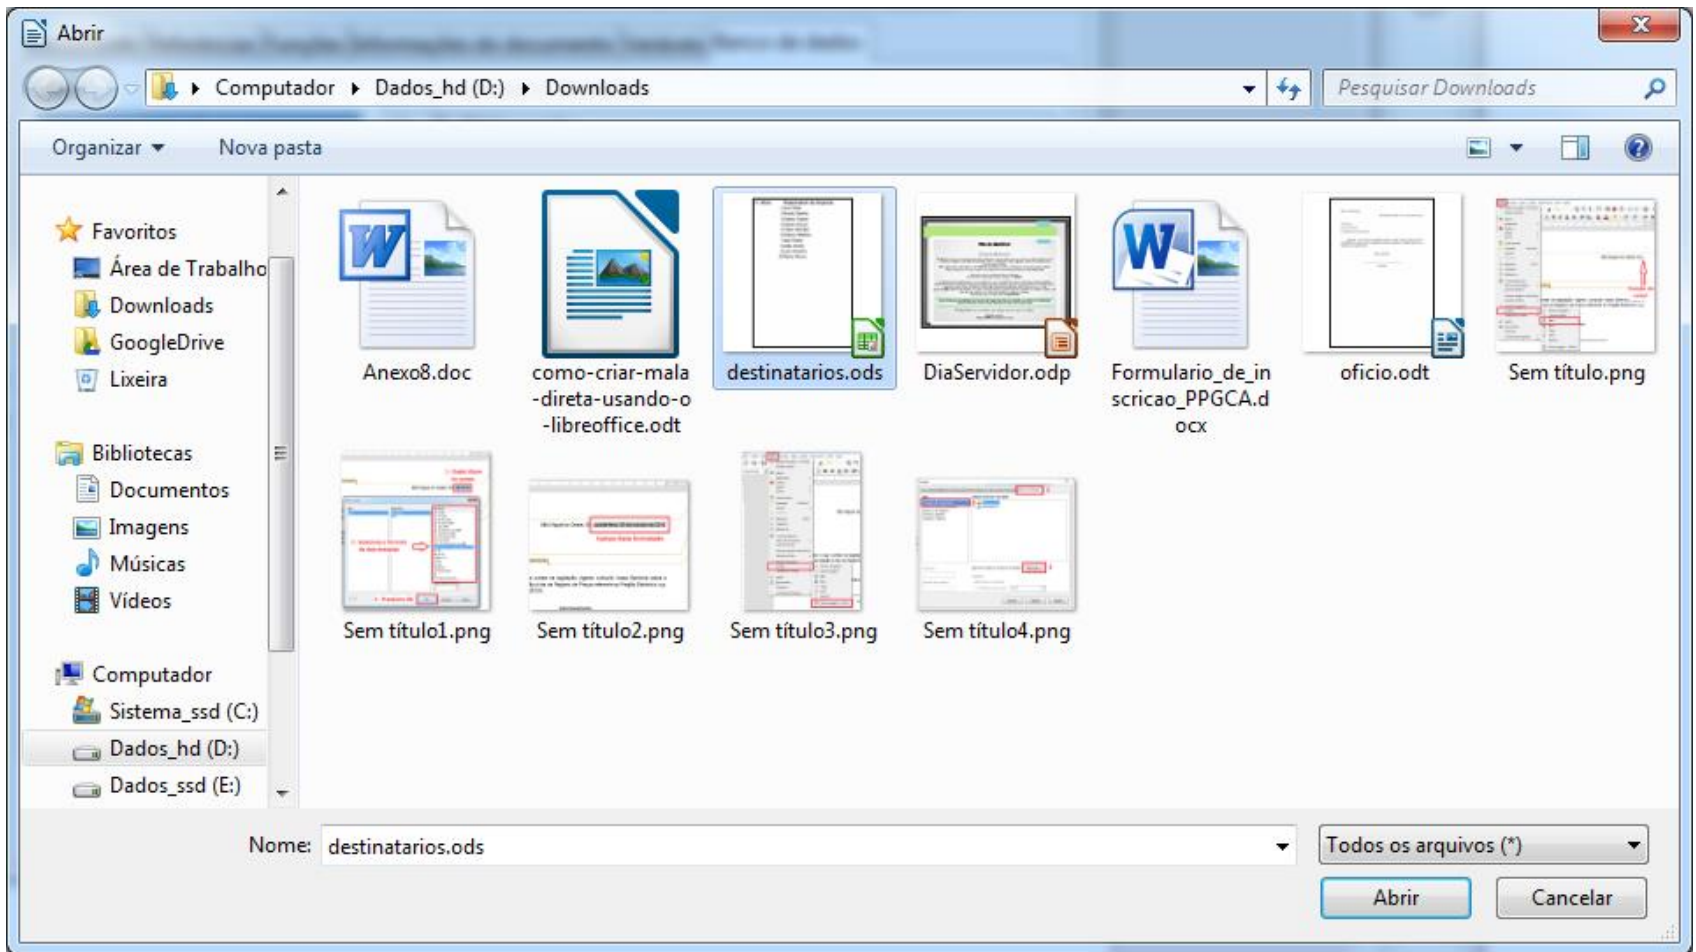 Abrir
Computador Dados_hd (D:) Downloads
Pesquisar Downloads
Organizar Nova pasta
Favoritos
Área de Trabalho
Downloads
GoogleDrive
Lixeira
Bibliotecas
Documentos
Imagens
Músicas
Vídeos
Computador
Sistema_ssd (C:)
Dados_hd (D:)
Dados_ssd (E:)
Anexo8.doc
como-criar-mala
-direta-usando-o
-libreoffice.odt
destinatarios.ods
DiaServidor.odp
Formulario_de_in
scricao_PPGCA.d
ocx
oficio.odt
Sem título.png
Sem título1.png
Sem título2.png
Sem título3.png
Sem título4.png
Nome: destinatarios.ods
Todos os arquivos (*)
Abrir
Cancelar